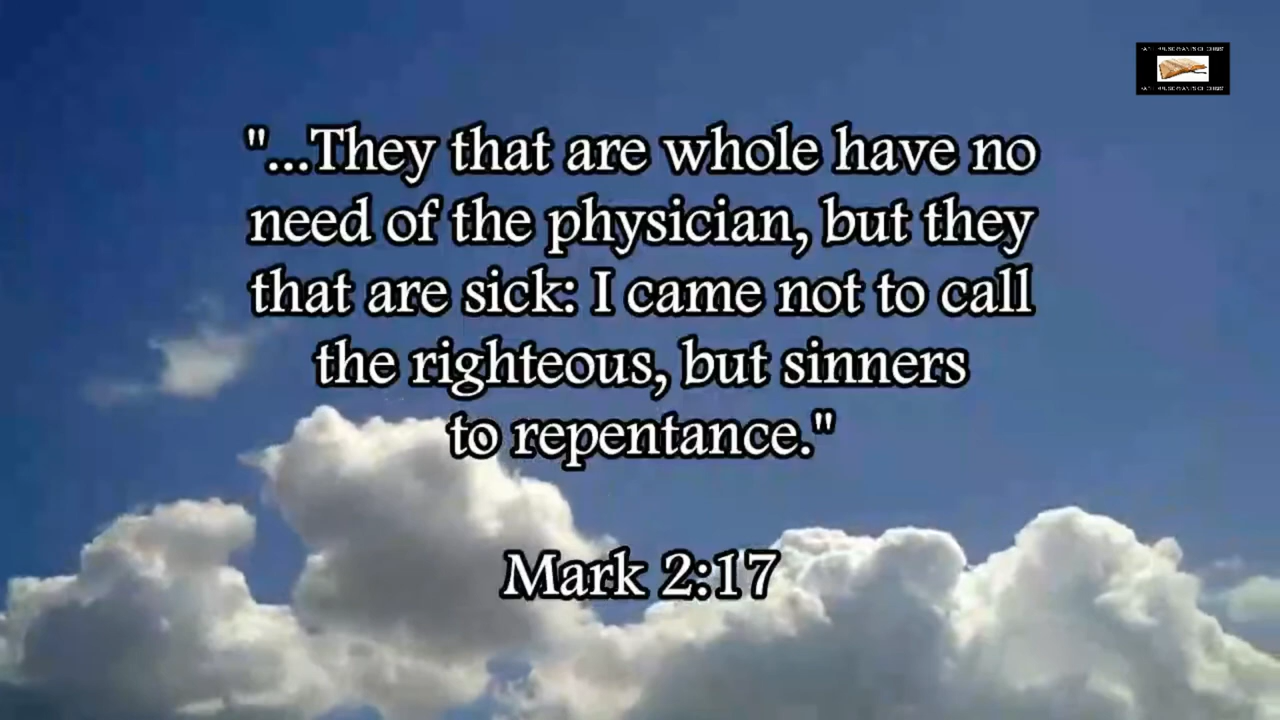 "...They that are whole have no
need of the physician, but they
that are sick: I came not to call
the righteous, but sinners
to repentance."
Mark 2:17